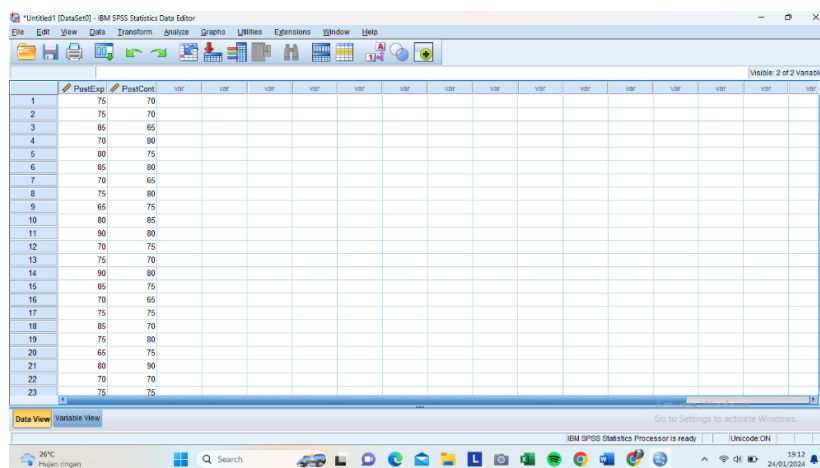 *Untitled1 [DataSet0] - IBM SPSS Statistics Data Editor
File Edit View Data Transform Analyze Graphs Utilities Extensions Window Help
Visible: 2 of 2 Variabl
PostExp PostCont var var var var var var var var var var var var var var var
1 75 70
2 75 70
3 85 65
4 70 80
5 80 75
6 85 80
7 70 65
8 75 80
9 65 75
10 80 85
11 90 80
12 70 75
13 75 70
14 90 80
15 85 75
16 70 65
17 75 75
18 85 70
19 75 80
20 65 75
21 80 90
22 70 70
23 75 75
Data View Variable View
Go to Settings to activate Windows.
IBM SPSS Statistics Processor is ready Unicode:ON
26°C
Hujan ringan
Search
19:12
24/01/2024